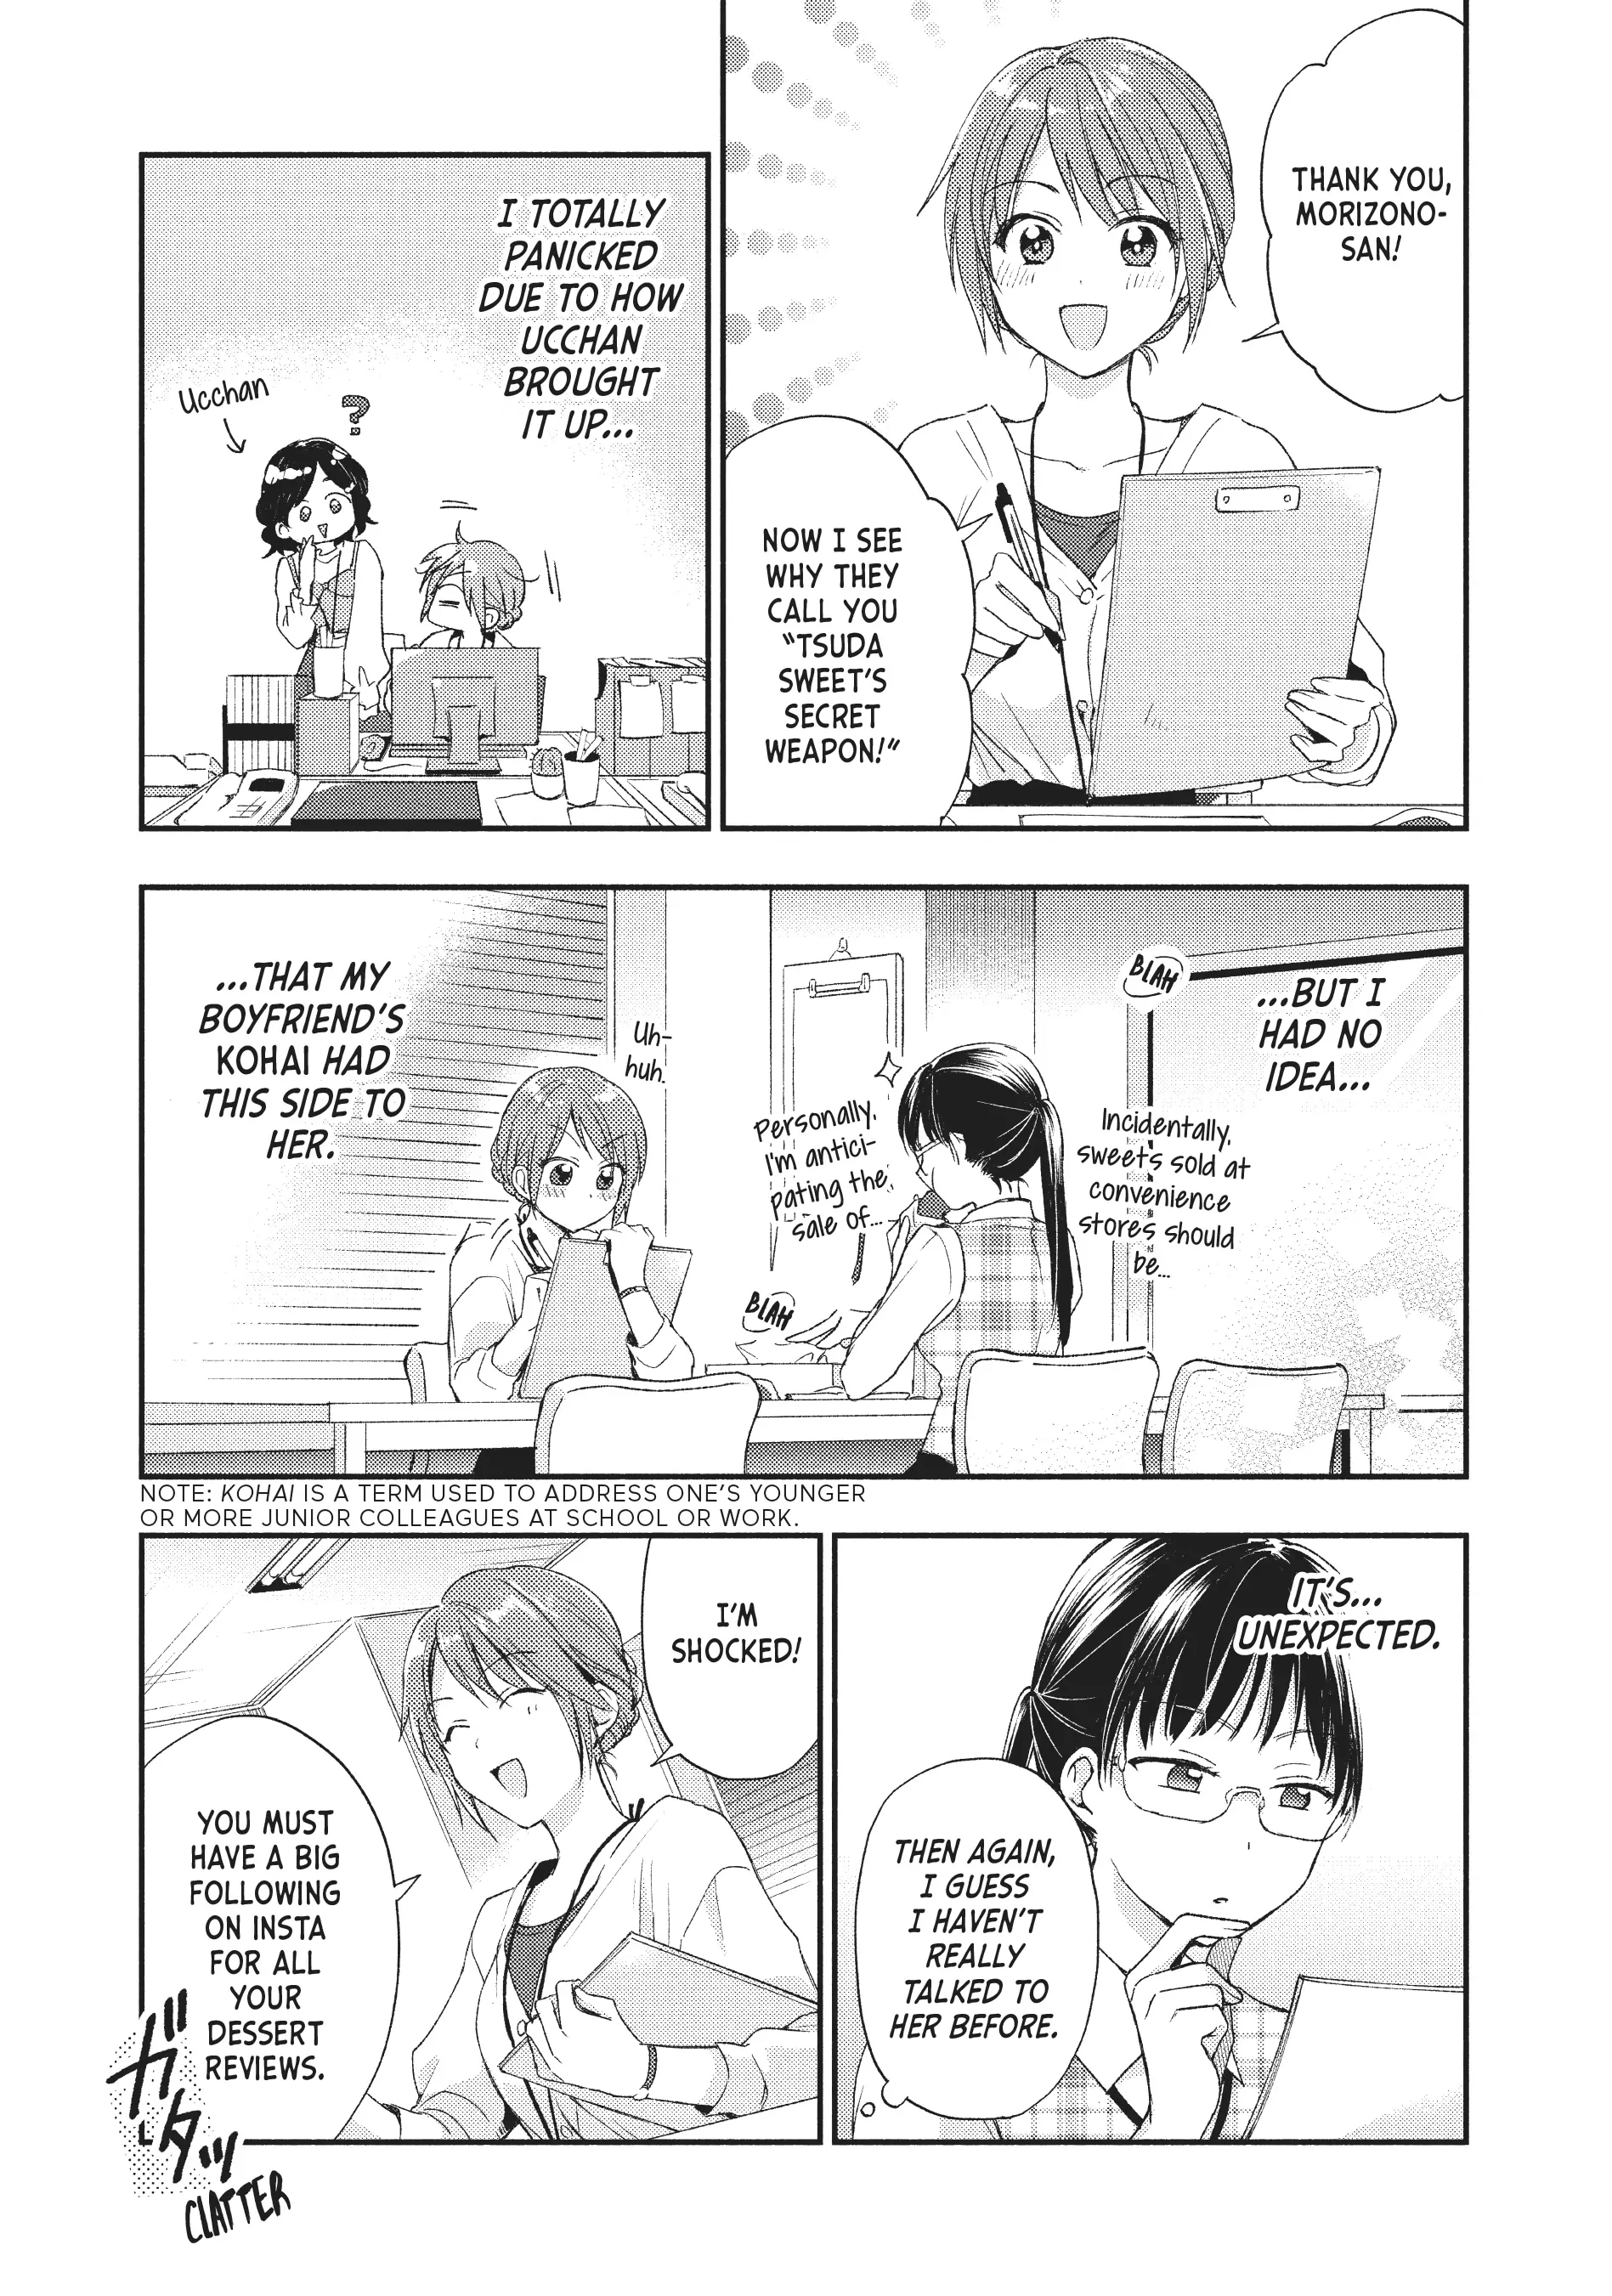 THANK YOU,
MORIZONO-
SAN!
NOW I SEE
WHY THEY
CALL YOU
"TSUDA
SWEET'S
SECRET
WEAPON!"
I TOTALLY
PANICKED
DUE TO HOW
UCCHAN
BROUGHT
IT UP...
Ucchan
?
...BUT I
HAD NO
IDEA...
BLAH
Incidentally,
sweets sold at
convenience
stores should
be...
Personally,
I'm antici-
pating the
sale of...
BLAH
Uh-
huh.
...THAT MY
BOYFRIEND'S
KOHAI HAD
THIS SIDE TO
HER.
NOTE: KOHAI IS A TERM USED TO ADDRESS ONE'S YOUNGER
OR MORE JUNIOR COLLEAGUES AT SCHOOL OR WORK.
IT'S...
UNEXPECTED.
THEN AGAIN,
I GUESS
I HAVEN'T
REALLY
TALKED TO
HER BEFORE.
I'M
SHOCKED!
YOU MUST
HAVE A BIG
FOLLOWING
ON INSTA
FOR ALL
YOUR
DESSERT
REVIEWS.
ガタッ
CLATTER